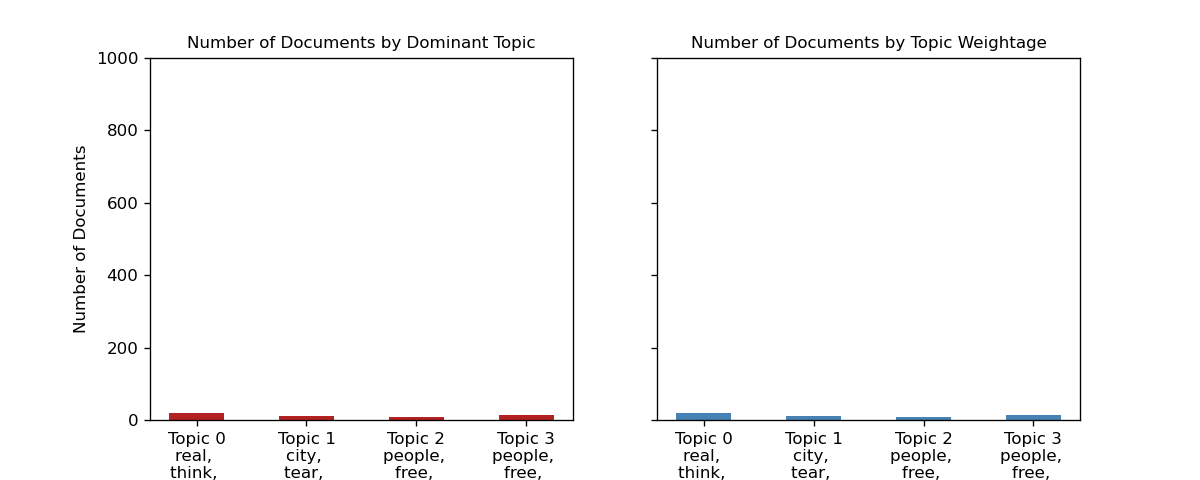 Number of Documents by Dominant Topic
Number of Documents
1000
800
600
400
200
0
Topic 0
real,
think,
Topic 1
city,
tear,
Topic 2
people,
free,
Topic 3
people,
free,
Number of Documents by Topic Weightage
Topic 0
real,
think,
Topic 1
city,
tear,
Topic 2
people,
free,
Topic 3
people,
free,